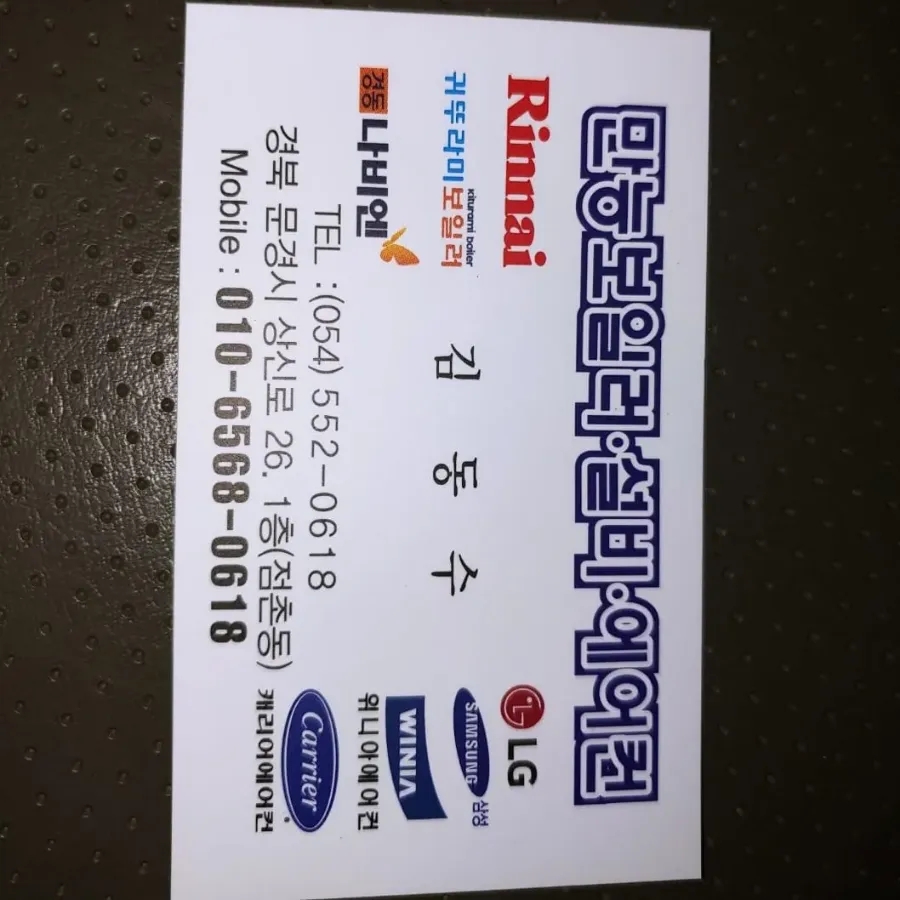 만능보일러·설비·에어컨
Rinnai
귀뚜라미보일러
kiturami boiler
경동 나비엔
김 동 수
LG
SAMSUNG 삼성
WINIA
위니아에어컨
Carrier
캐리어에어컨
TEL :(054) 552-0618
경북 문경시 상신로 26. 1층(점촌동)
Mobile : 010-6568-0618